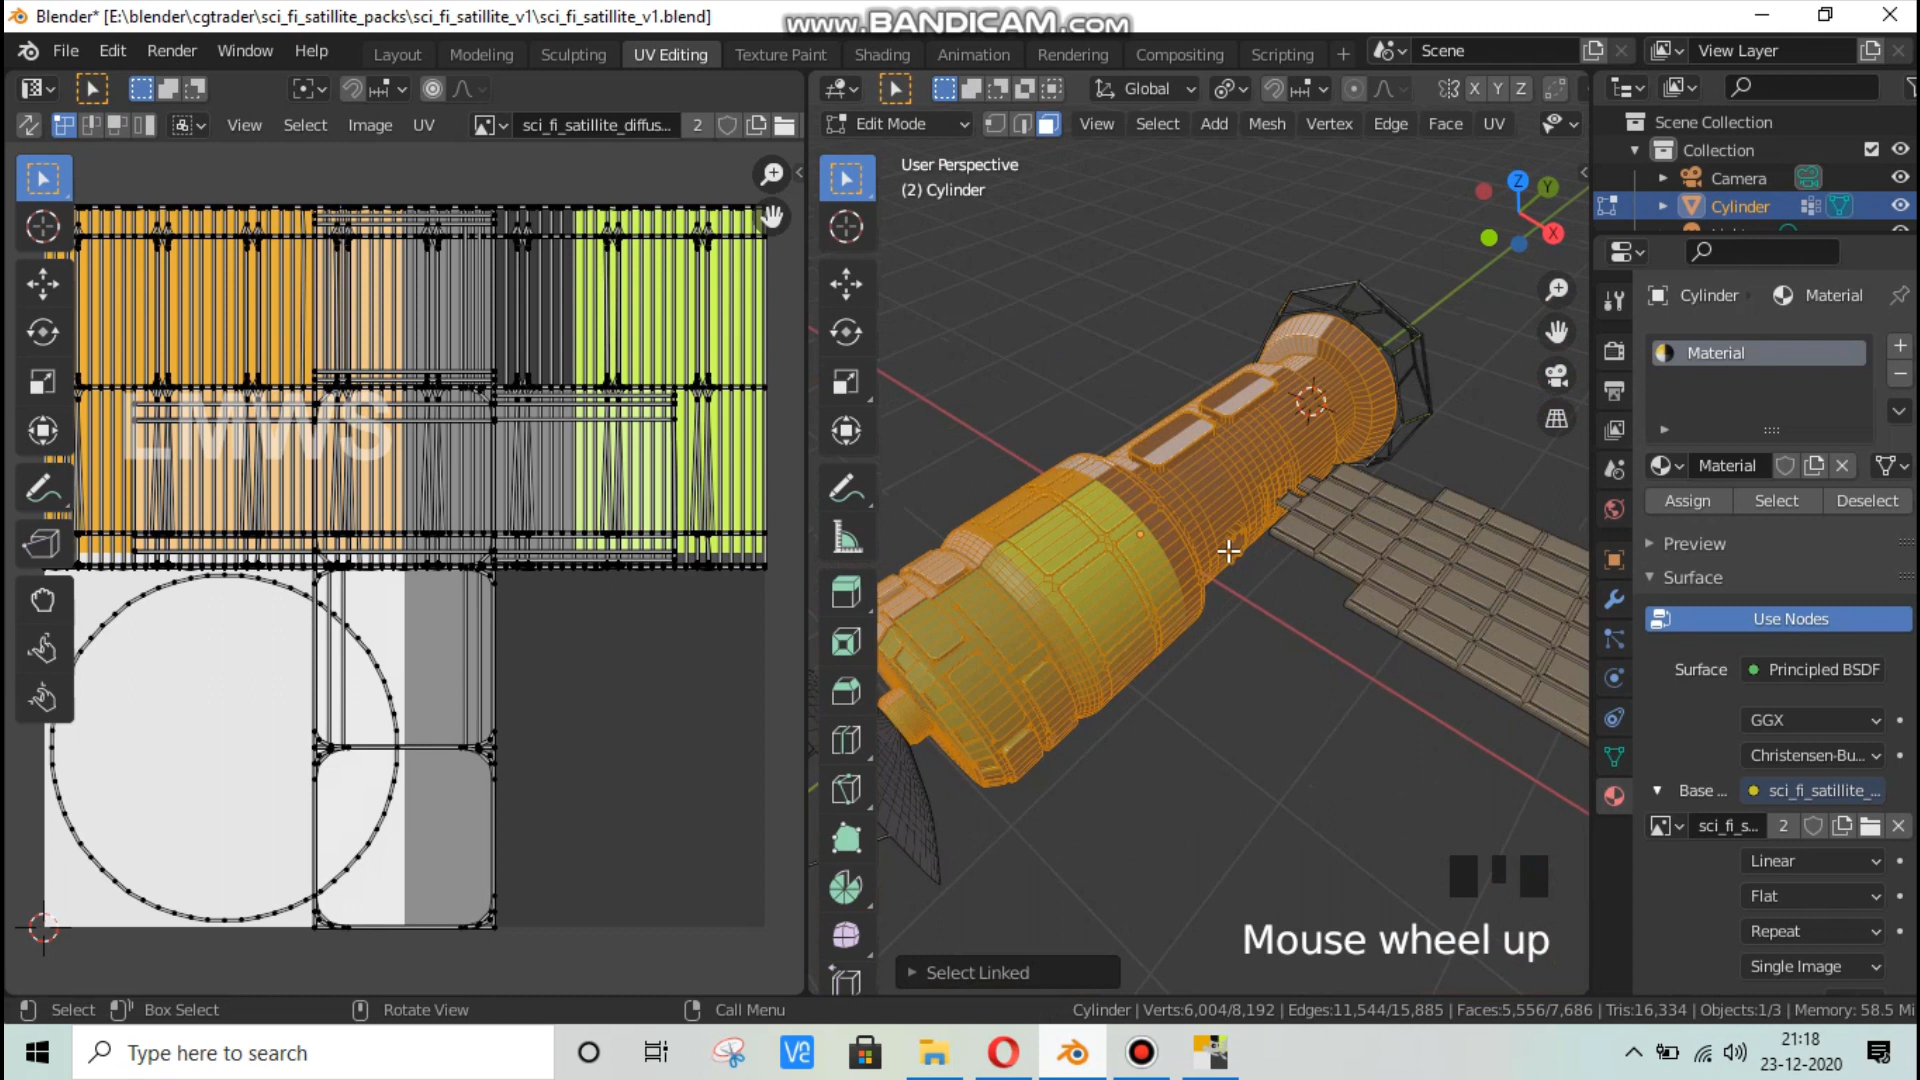 Blender* [E:\blender\cgtrader\sci_fi_satillite_packs\sci_fi_satillite_v1\sci_fi_satillite_v1.blend]
www.BANDICAM.com
File Edit Render Window Help
Layout Modeling Sculpting UV Editing Texture Paint Shading Animation Rendering Compositing Scripting +
Scene
View Layer
Global
X Y Z
View Select Image UV
sci_fi_satillite_diffus... 2
Edit Mode
View Select Add Mesh Vertex Edge Face UV
Scene Collection
Collection
Camera
Cylinder
User Perspective
(2) Cylinder
Z Y X
Cylinder Material
Material
Material
Assign Select Deselect
Preview
Surface
Use Nodes
Surface Principled BSDF
GGX
Christensen-Bu...
Base ... sci_fi_satillite_...
sci_fi_s... 2
Linear
Flat
Repeat
Single Image
LMWS
Mouse wheel up
Select Linked
Select Box Select Rotate View Call Menu
Cylinder | Verts:6,004/8,192 | Edges:11,544/15,885 | Faces:5,556/7,686 | Tris:16,334 | Objects:1/3 | Memory: 58.5 Mi
Type here to search
21:18
23-12-2020